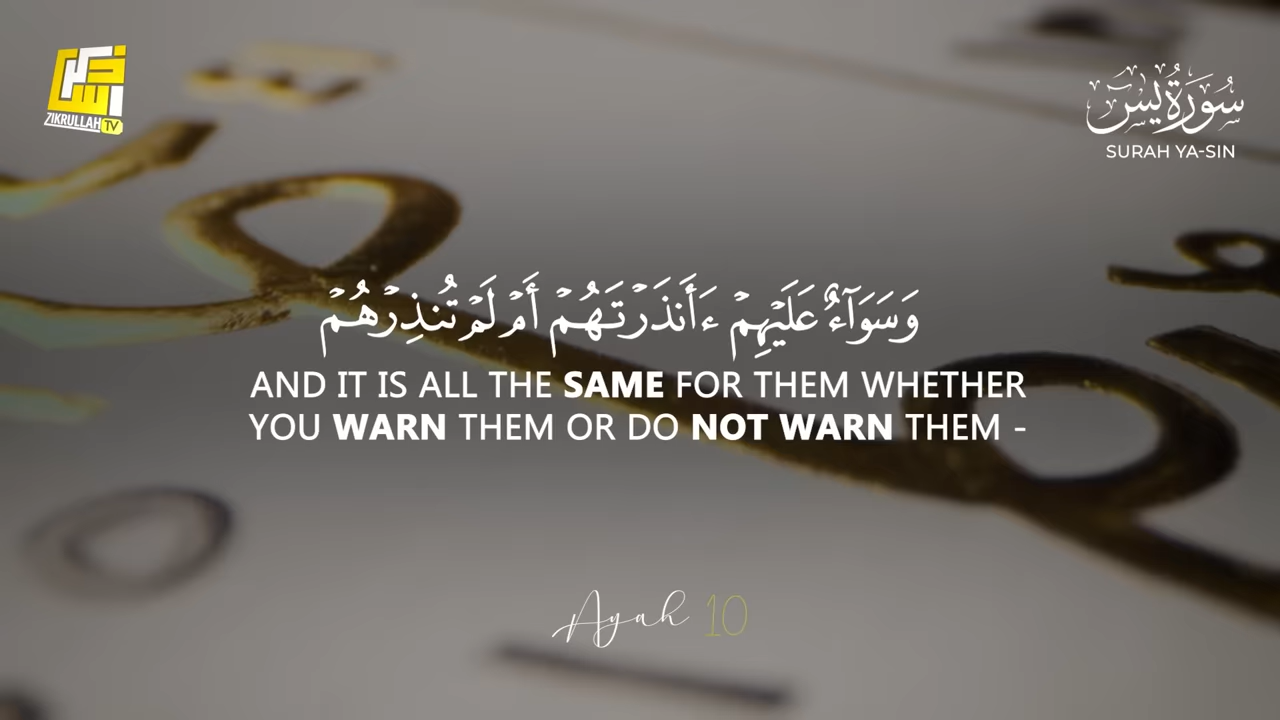 ZIKRULLAH TV
سُورَةُ يس
SURAH YA-SIN
وَسَوَآءٌ عَلَيۡهِمۡ ءَأَنذَرۡتَهُمۡ أَمۡ لَمۡ تُنذِرۡهُمۡ
AND IT IS ALL THE SAME FOR THEM WHETHER
YOU WARN THEM OR DO NOT WARN THEM -
Ayah 10